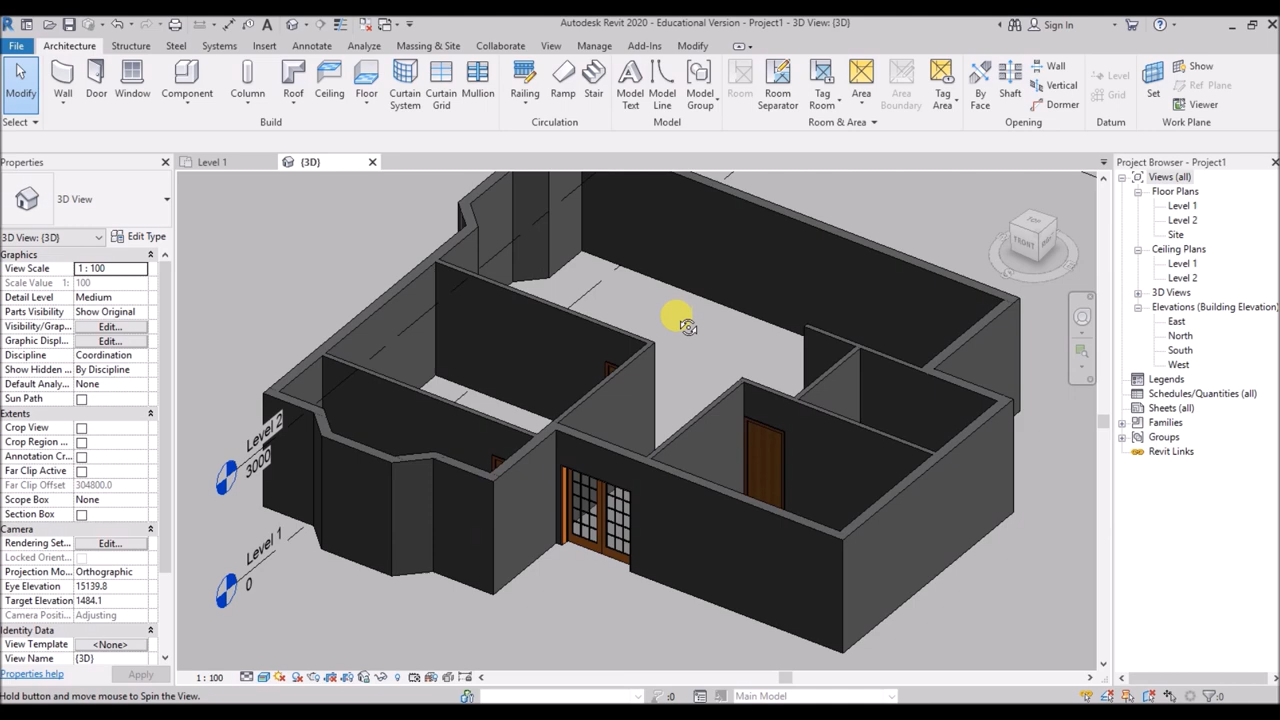 Autodesk Revit 2020 - Educational Version - Project1 - 3D View: {3D}
Sign In
File Architecture Structure Steel Systems Insert Annotate Analyze Massing & Site Collaborate View Manage Add-Ins Modify
Modify Wall Door Window Component Column Roof Ceiling Floor Curtain System Curtain Grid Mullion Railing Ramp Stair Model Text Model Line Model Group Room Room Separator Tag Room Area Area Boundary Tag Area By Face Shaft Wall Vertical Dormer Level Grid Set Show Ref Plane Viewer
Select Build Circulation Model Room & Area Opening Datum Work Plane
Properties
Level 1
{3D}
Project Browser - Project1
3D View
3D View: {3D}
Edit Type
Graphics
View Scale 1 : 100
Scale Value 1: 100
Detail Level Medium
Parts Visibility Show Original
Visibility/Grap... Edit...
Graphic Displ... Edit...
Discipline Coordination
Show Hidden ... By Discipline
Default Analy... None
Sun Path
Extents
Crop View
Crop Region ...
Annotation Cr...
Far Clip Active
Far Clip Offset 304800.0
Scope Box None
Section Box
Camera
Rendering Set... Edit...
Locked Orient...
Projection Mo... Orthographic
Eye Elevation 15139.8
Target Elevation 1484.1
Camera Positi... Adjusting
Identity Data
View Template <None>
View Name {3D}
Properties help
Apply
TOP
FRONT
RIGHT
Level 2
3000
Level 1
0
Views (all)
Floor Plans
Level 1
Level 2
Site
Ceiling Plans
Level 1
Level 2
3D Views
Elevations (Building Elevation)
East
North
South
West
Legends
Schedules/Quantities (all)
Sheets (all)
Families
Groups
Revit Links
1 : 100
Hold button and move mouse to Spin the View.
:0
Main Model
:0